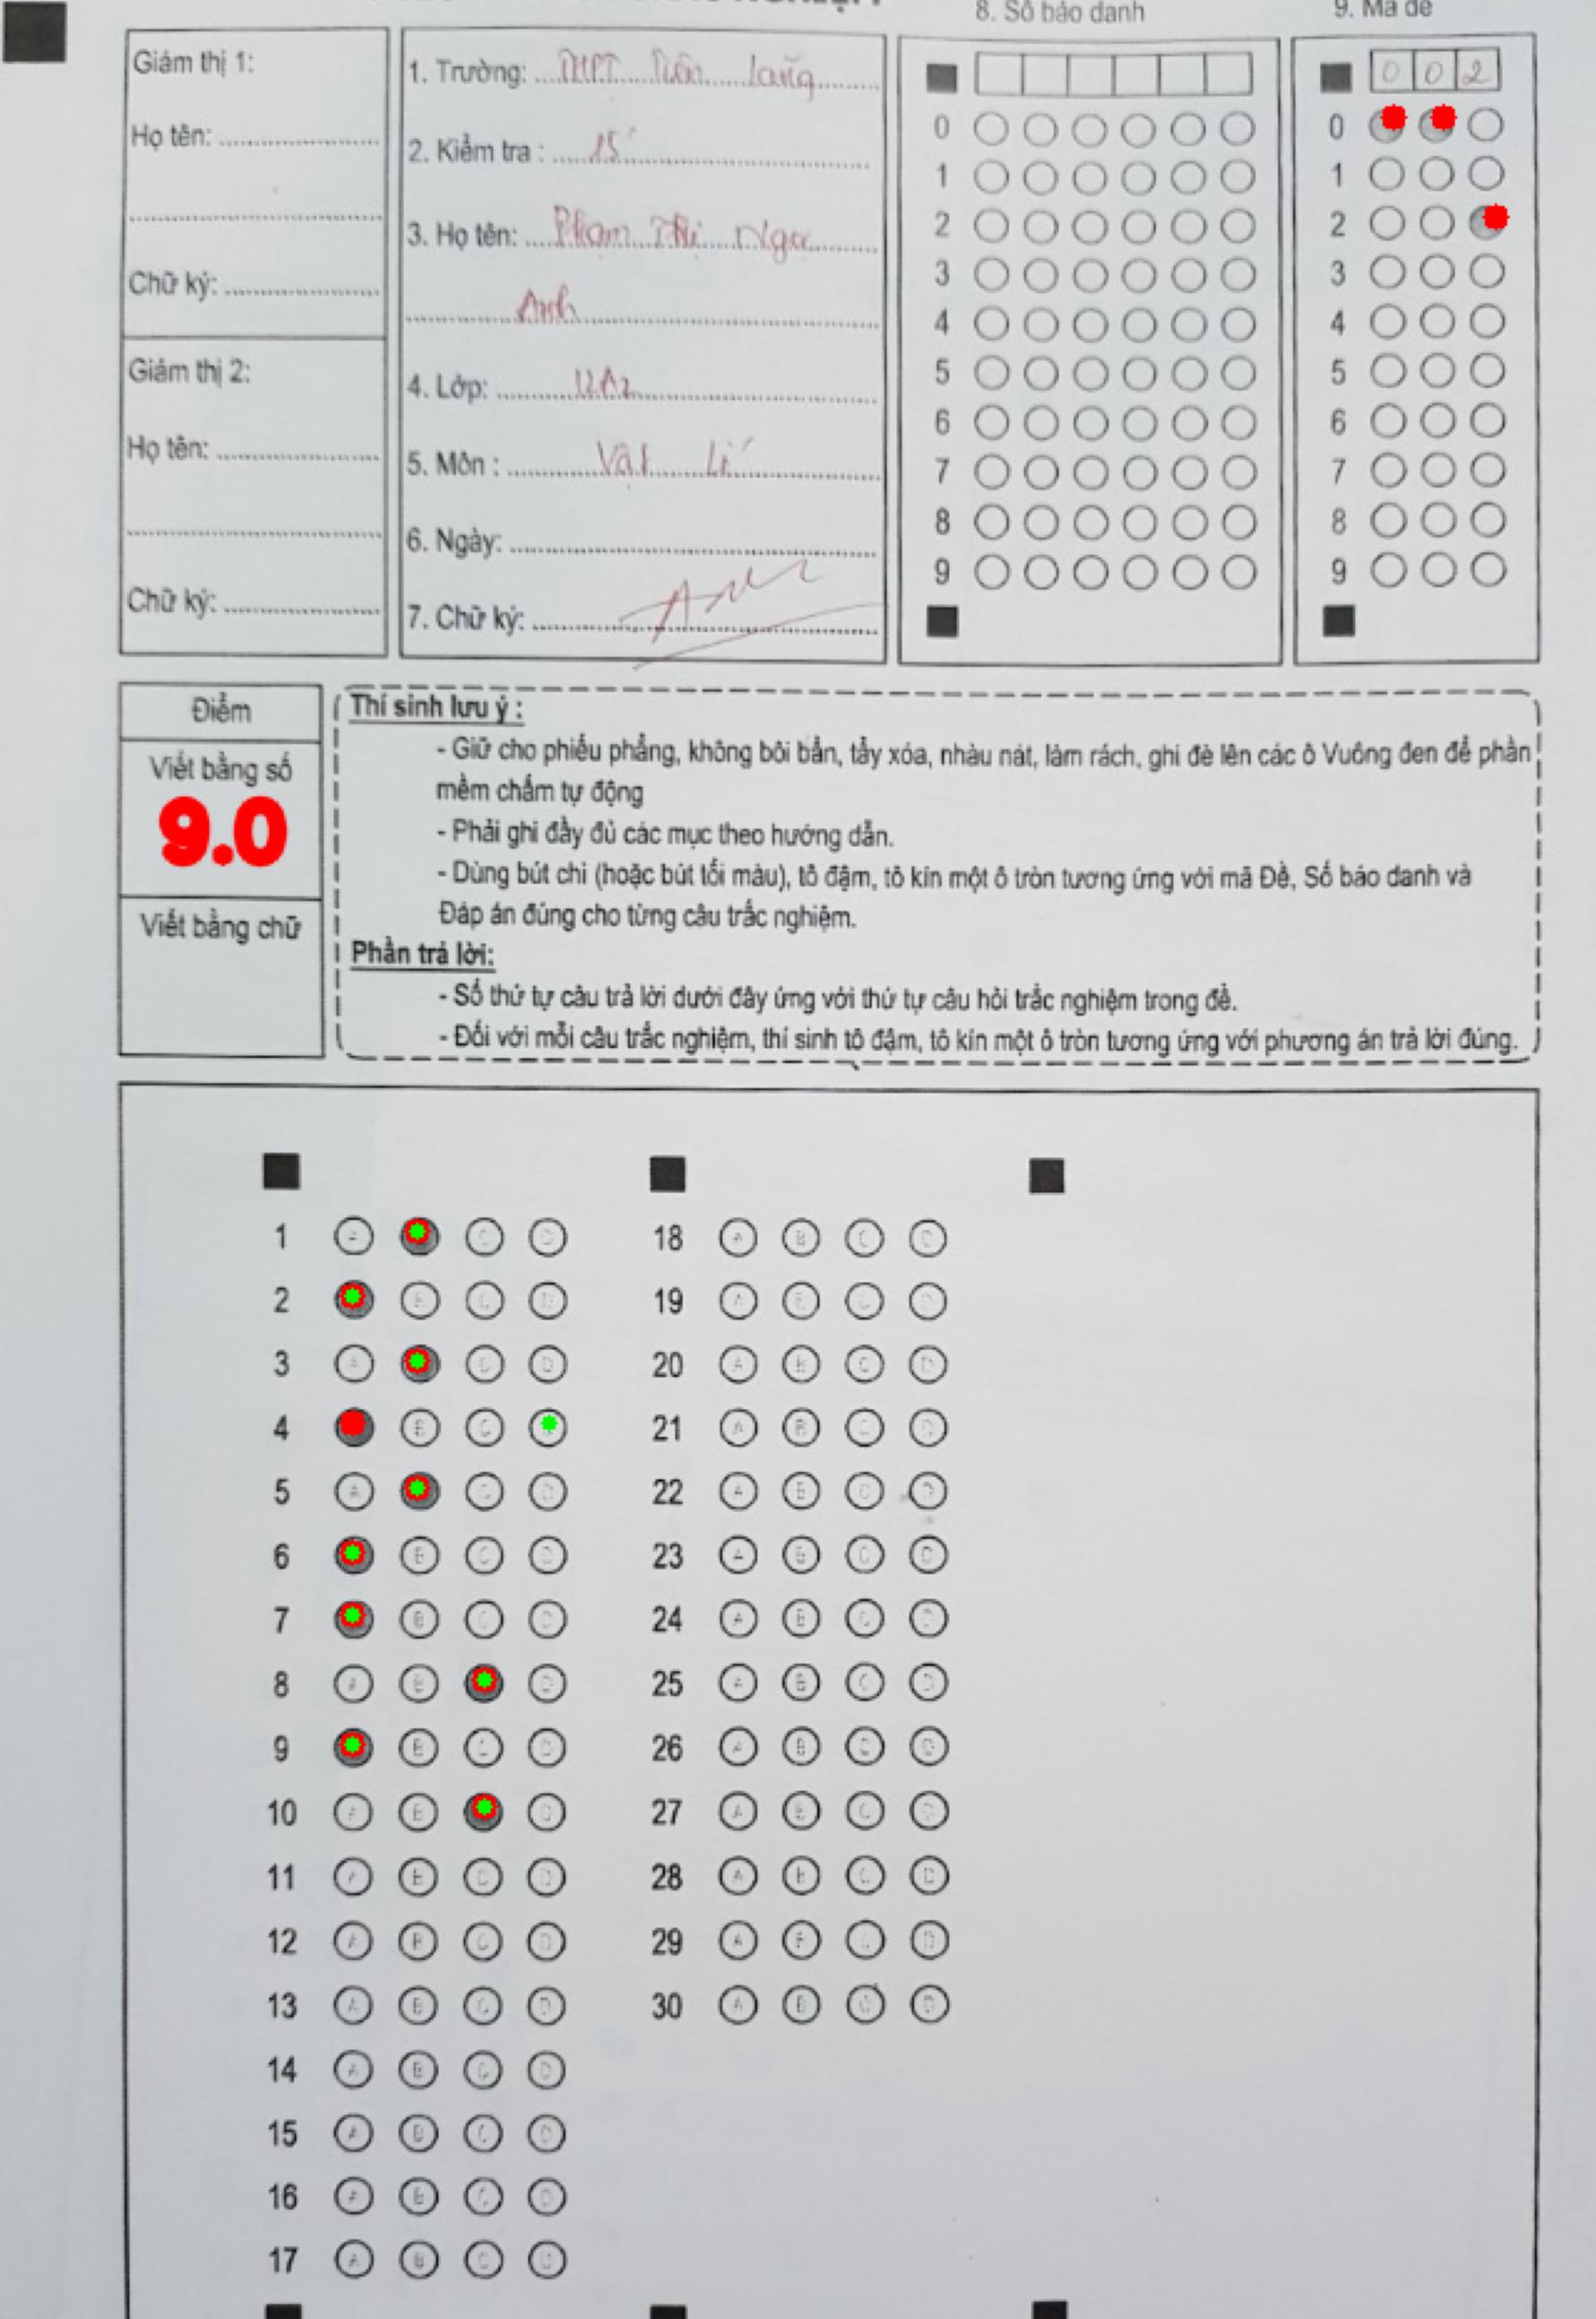 8. Số báo danh
9. Mã đề
Giám thị 1:
Họ tên:
Chữ ký:
Giám thị 2:
Họ tên:
Chữ ký:
1. Trường: THPT
2. Kiểm tra : 15'
3. Họ tên: Phạm Thị Ngọc
Anh
4. Lớp: 12A2
5. Môn : Vật Lí
6. Ngày:
7. Chữ ký: Anh
0
1
2
3
4
5
6
7
8
9
0 0 2
0
1
2
3
4
5
6
7
8
9
Điểm
Viết bằng số
9.0
Viết bằng chữ
Thí sinh lưu ý :
- Giữ cho phiếu phẳng, không bôi bẩn, tẩy xóa, nhàu nát, làm rách, ghi đè lên các ô Vuông đen để phần
mềm chấm tự động
- Phải ghi đầy đủ các mục theo hướng dẫn.
- Dùng bút chì (hoặc bút tối màu), tô đậm, tô kín một ô tròn tương ứng với mã Đề, Số báo danh và
Đáp án đúng cho từng câu trắc nghiệm.
Phần trả lời:
- Số thứ tự câu trả lời dưới đây ứng với thứ tự câu hỏi trắc nghiệm trong đề.
- Đối với mỗi câu trắc nghiệm, thí sinh tô đậm, tô kín một ô tròn tương ứng với phương án trả lời đúng.
1
2
3
4
5
6
7
8
9
10
11
12
13
14
15
16
17
18
19
20
21
22
23
24
25
26
27
28
29
30